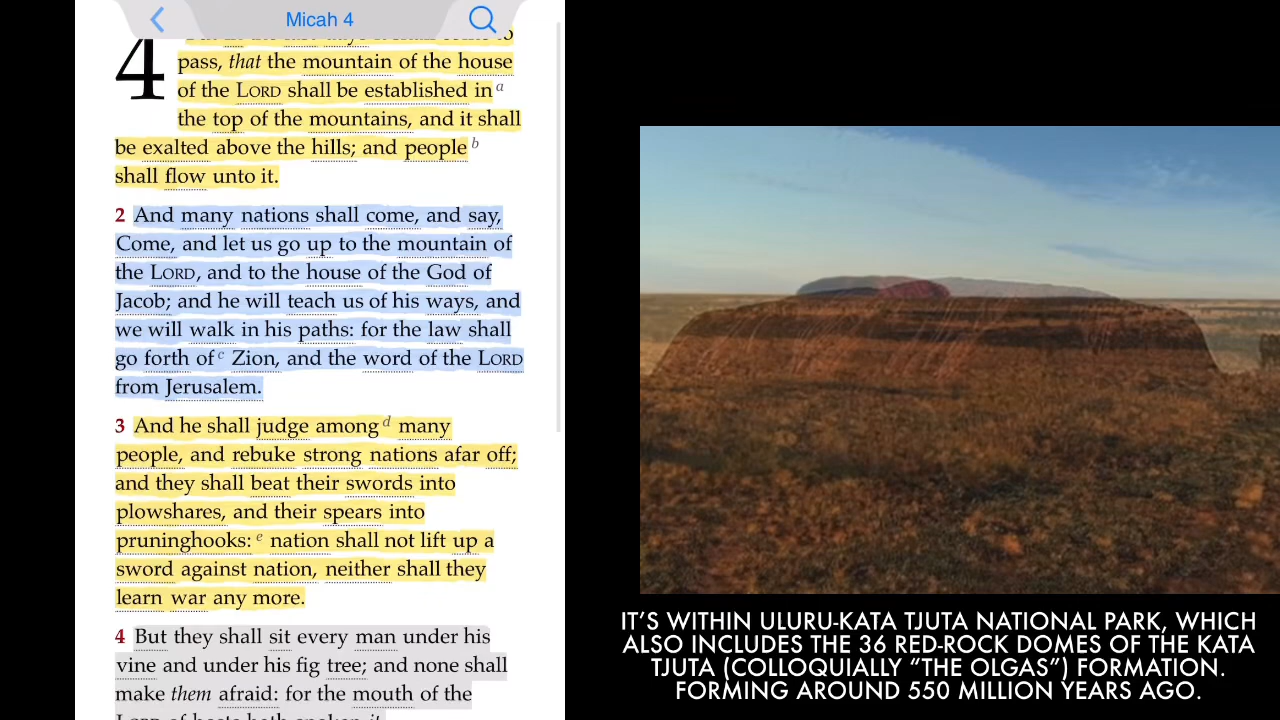 Micah 4
4
pass, that the mountain of the house
of the LORD shall be established in a
the top of the mountains, and it shall
be exalted above the hills; and people b
shall flow unto it.
2 And many nations shall come, and say,
Come, and let us go up to the mountain of
the LORD, and to the house of the God of
Jacob; and he will teach us of his ways, and
we will walk in his paths: for the law shall
go forth of c Zion, and the word of the LORD
from Jerusalem.
3 And he shall judge among d many
people, and rebuke strong nations afar off;
and they shall beat their swords into
plowshares, and their spears into
pruninghooks: e nation shall not lift up a
sword against nation, neither shall they
learn war any more.
4 But they shall sit every man under his
vine and under his fig tree; and none shall
make them afraid: for the mouth of the
IT'S WITHIN ULURU-KATA TJUTA NATIONAL PARK, WHICH
ALSO INCLUDES THE 36 RED-ROCK DOMES OF THE KATA
TJUTA (COLLOQUIALLY “THE OLGAS”) FORMATION.
FORMING AROUND 550 MILLION YEARS AGO.